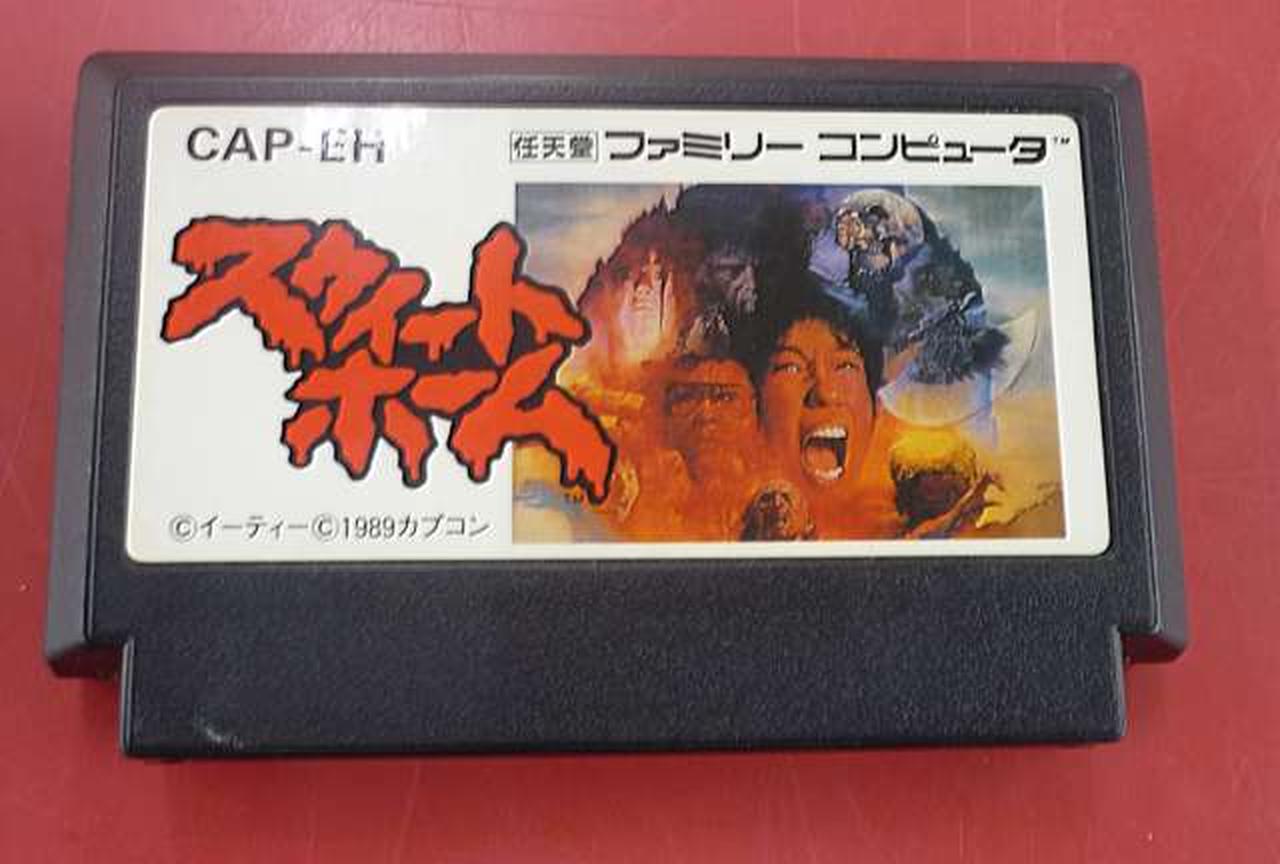 CAP-EH
任天堂 ファミリー コンピュータ™
スウィート
ホーム
TM
©イーティー©1989カプコン